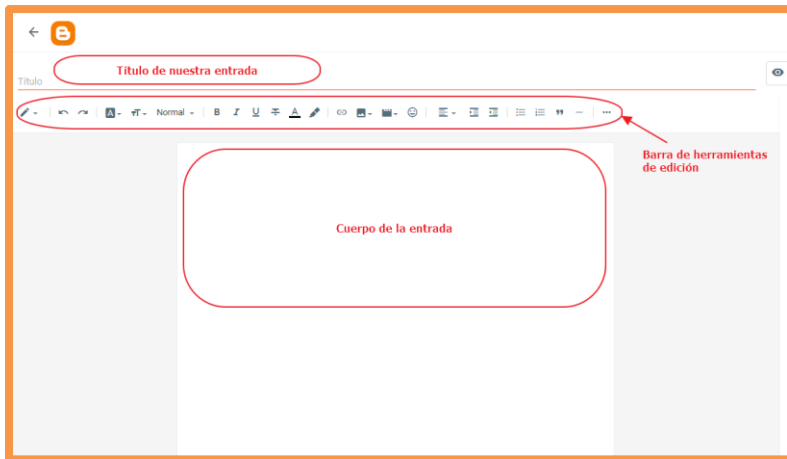 Título de nuestra entrada
Título
Normal
B I U A
Barra de herramientas
de edición
Cuerpo de la entrada